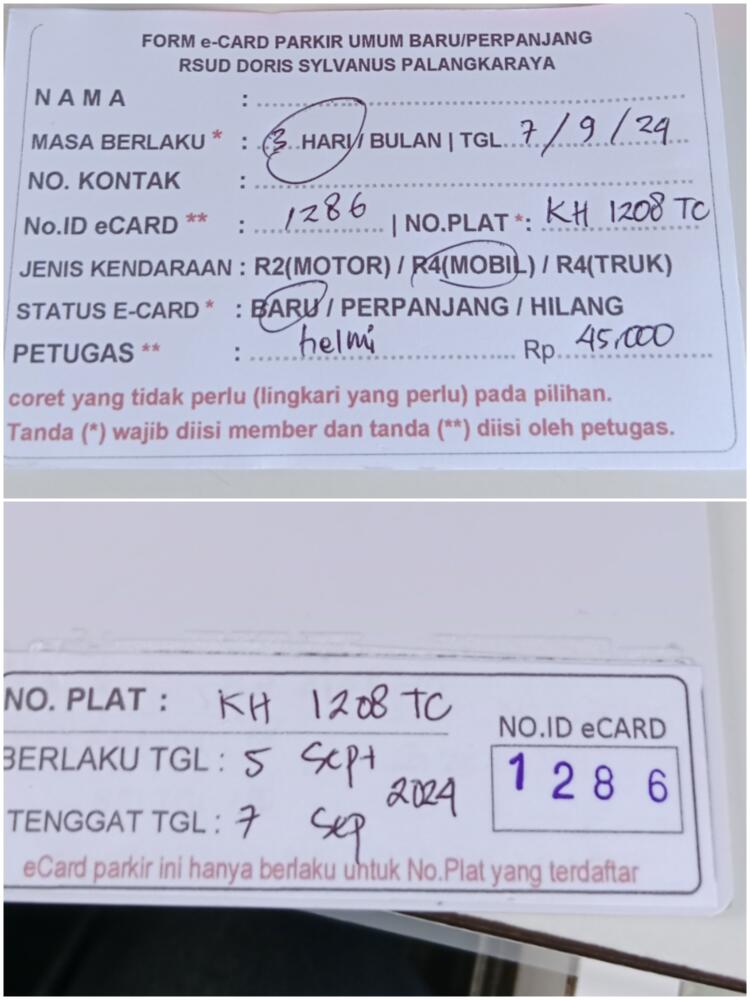 FORM e-CARD PARKIR UMUM BARU/PERPANJANG
RSUD DORIS SYLVANUS PALANGKARAYA
NAMA :
MASA BERLAKU * : 3 HARI / BULAN | TGL 7/9/24
NO. KONTAK :
No.ID eCARD ** : 1286 | NO.PLAT *: KH 1208 TC
JENIS KENDARAAN : R2(MOTOR) / R4(MOBIL) / R4(TRUK)
STATUS E-CARD * : BARU / PERPANJANG / HILANG
PETUGAS ** : helmi Rp 45,000
coret yang tidak perlu (lingkari yang perlu) pada pilihan.
Tanda (*) wajib diisi member dan tanda (**) diisi oleh petugas.
NO. PLAT : KH 1208 TC
NO.ID eCARD
BERLAKU TGL : 5 Sept
1286
2024
TENGGAT TGL : 7 Sep
eCard parkir ini hanya berlaku untuk No.Plat yang terdaftar